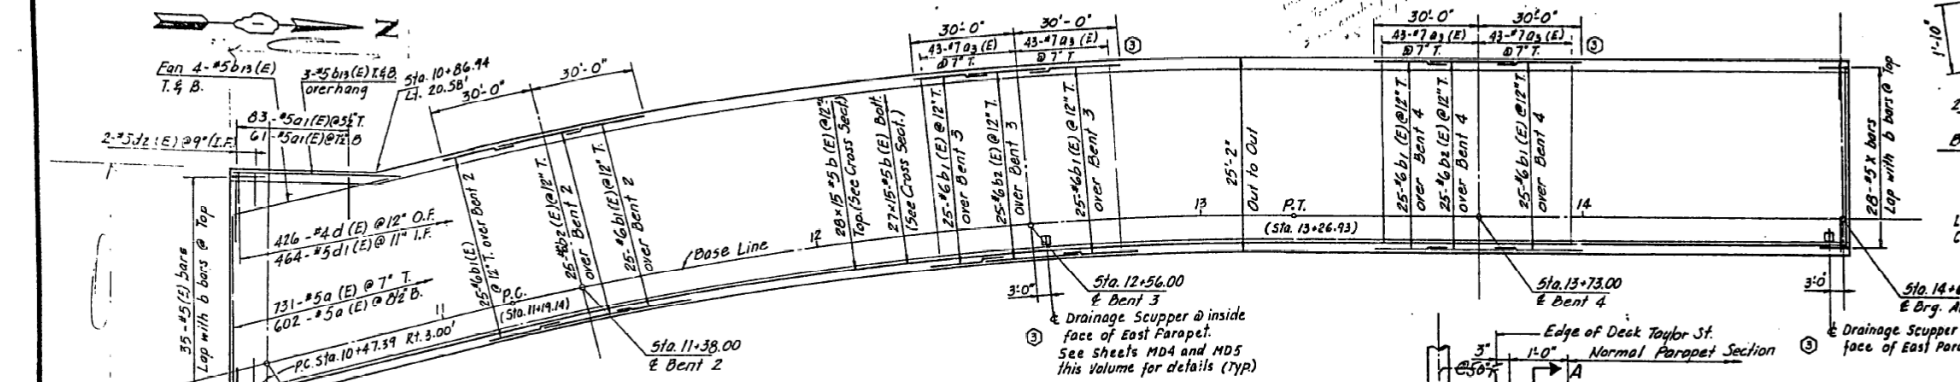 N
Fan 4-#5b13(E)
T. & B.
3-#5b13(E) T.&B.
overhang
Sta. 10+86.94
Lt. 20.58'
30'-0"
30'-0"
83-#5a1(E)@5½"T.
61-#5a1(E)@7½"B
2-#5d2(E)@9"(I.F.)
426-#4d(E)@12" O.F.
464-#5d1(E)@11" I.F.
731-#5a(E)@7" T.
602-#5a(E)@8½"B.
35-#5(E) bars
Lap with b bars @ Top
P.C. Sta. 10+47.39 Rt. 3.00'
11
P.C.
(Sta. 11+19.14)
25-#6b1(E)
@ 12" T. over Bent 2
25-#6b2(E)@12" T.
over Bent 2
25-#6b1(E)@12" T.
over Bent 2
Sta. 11+38.00
℄ Bent 2
Base Line
12
28×15 #5b(E)@12"
Top. (See Cross Sect.)
27×15-#5b(E) Bott.
(See Cross Sect.)
30'-0"
30'-0"
43-#7a3(E)
@ 7" T.
43-#7a3(E)
@ 7" T.
3
25-#6b1(E)@12" T.
over Bent 3
25-#6b2(E)@12" T.
over Bent 3
25-#6b1(E)@12" T.
over Bent 3
3'-0"
Sta. 12+56.00
℄ Bent 3
3
℄ Drainage Scupper @ inside
face of East Parapet.
See Sheets MD4 and MD5
this Volume for details (Typ.)
25'-2"
Out to Out
13
P.T.
(Sta. 13+26.93)
30'-0"
30'-0"
43-#7a3(E)
@ 7" T.
43-#7a3(E)
@ 7" T.
3
25-#6b1(E)@12" T.
over Bent 4
25-#6b2(E)@12" T.
over Bent 4
25-#6b1(E)@12" T.
over Bent 4
14
Sta. 13+73.00
℄ Bent 4
28-#5x bars
Lap with b bars @ Top
3'-0"
Sta. 14+
℄ Brg. A
3
℄ Drainage Scupper
face of East Par
Edge of Deck Taylor St.
3"
1'-0"
Normal Parapet Section
A
1'-10"